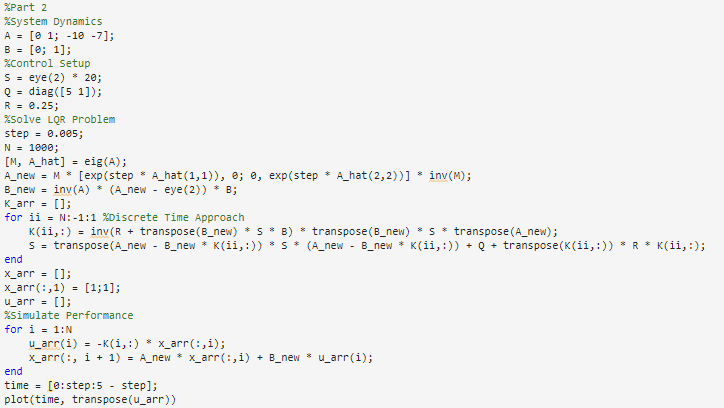 %Part 2
%System Dynamics
A = [0 1; -10 -7];
B = [0; 1];
%Control Setup
S = eye(2) * 20;
Q = diag([5 1]);
R = 0.25;
%Solve LQR Problem
step = 0.005;
N = 1000;
[M, A_hat] = eig(A);
A_new = M * [exp(step * A_hat(1,1)), 0; 0, exp(step * A_hat(2,2))] * inv(M);
B_new = inv(A) * (A_new - eye(2)) * B;
K_arr = [];
for ii = N:-1:1 %Discrete Time Approach
    K(ii,:) = inv(R + transpose(B_new) * S * B) * transpose(B_new) * S * transpose(A_new);
    S = transpose(A_new - B_new * K(ii,:)) * S * (A_new - B_new * K(ii,:)) + Q + transpose(K(ii,:)) * R * K(ii,:);
end
x_arr = [];
x_arr(:,1) = [1;1];
u_arr = [];
%Simulate Performance
for i = 1:N
    u_arr(i) = -K(i,:) * x_arr(:,i);
    x_arr(:, i + 1) = A_new * x_arr(:,i) + B_new * u_arr(i);
end
time = [0:step:5 - step];
plot(time, transpose(u_arr))